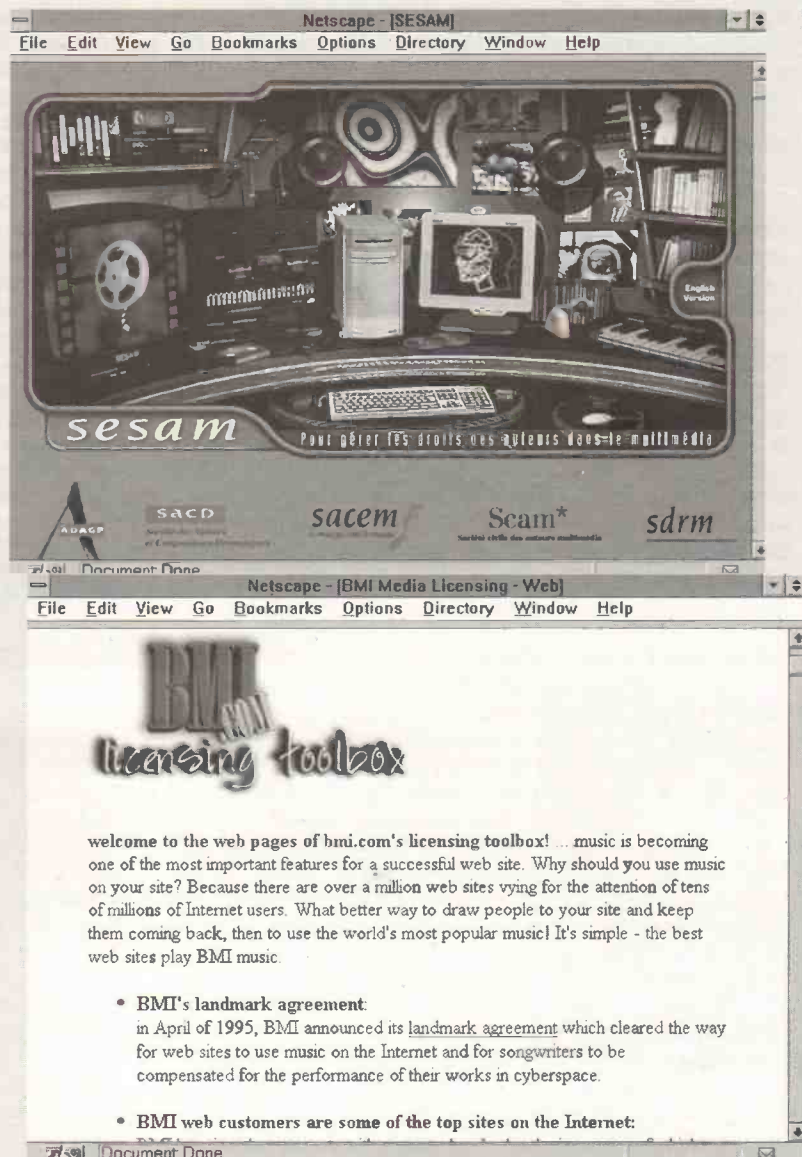 Netscape - [SESAM]
File Edit View Go Bookmarks Options Directory Window Help
English
Version
sesam
Pour gérer les droits des auteurs dans le multimédia
ADAGP
sacd
sacem
Scam*
Société civile des auteurs multimédia
sdrm
Document Done
Netscape - [BMI Media Licensing - Web]
File Edit View Go Bookmarks Options Directory Window Help
BMI
.COM
licensing toolbox
welcome to the web pages of bmi.com's licensing toolbox! ... music is becoming
one of the most important features for a successful web site. Why should you use music
on your site? Because there are over a million web sites vying for the attention of tens
of millions of Internet users. What better way to draw people to your site and keep
them coming back, then to use the world's most popular music! It's simple - the best
web sites play BMI music.
• BMI's landmark agreement:
in April of 1995, BMI announced its landmark agreement which cleared the way
for web sites to use music on the Internet and for songwriters to be
compensated for the performance of their works in cyberspace.
• BMI web customers are some of the top sites on the Internet:
Document Done